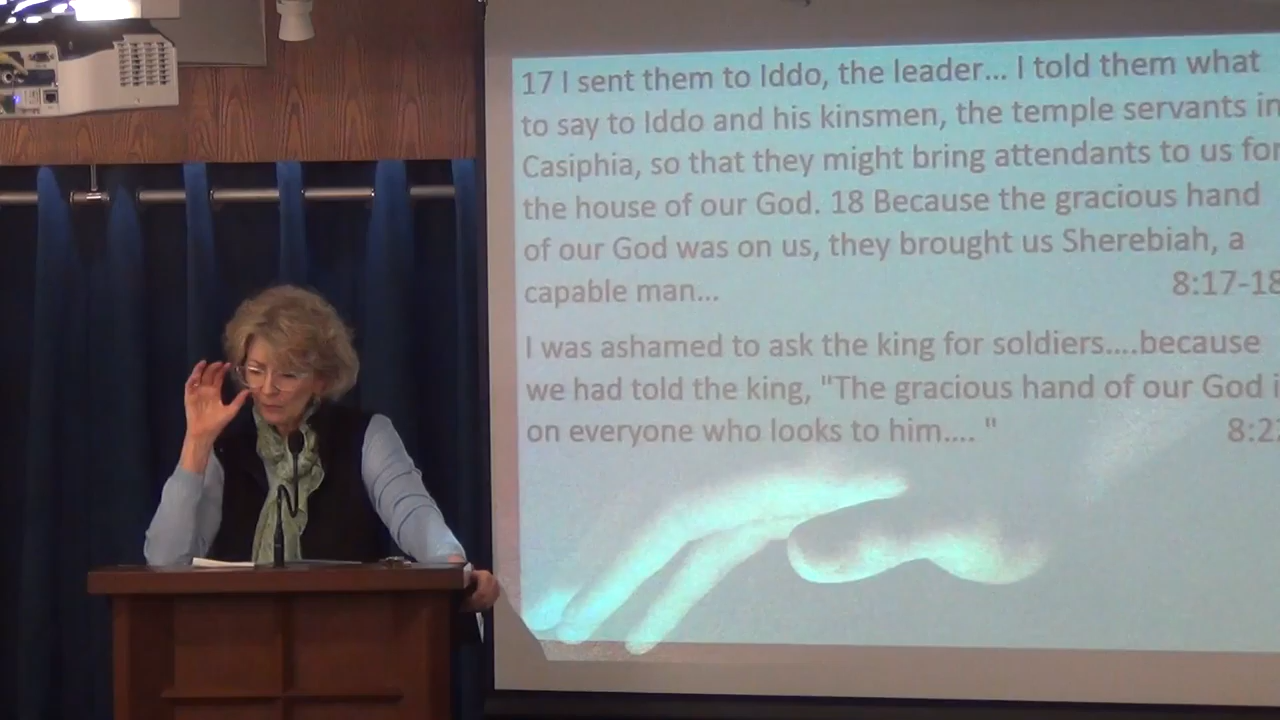 17 I sent them to Iddo, the leader... I told them what
to say to Iddo and his kinsmen, the temple servants in
Casiphia, so that they might bring attendants to us for
the house of our God. 18 Because the gracious hand
of our God was on us, they brought us Sherebiah, a
capable man... 8:17-18
I was ashamed to ask the king for soldiers....because
we had told the king, "The gracious hand of our God i
on everyone who looks to him.... " 8:22